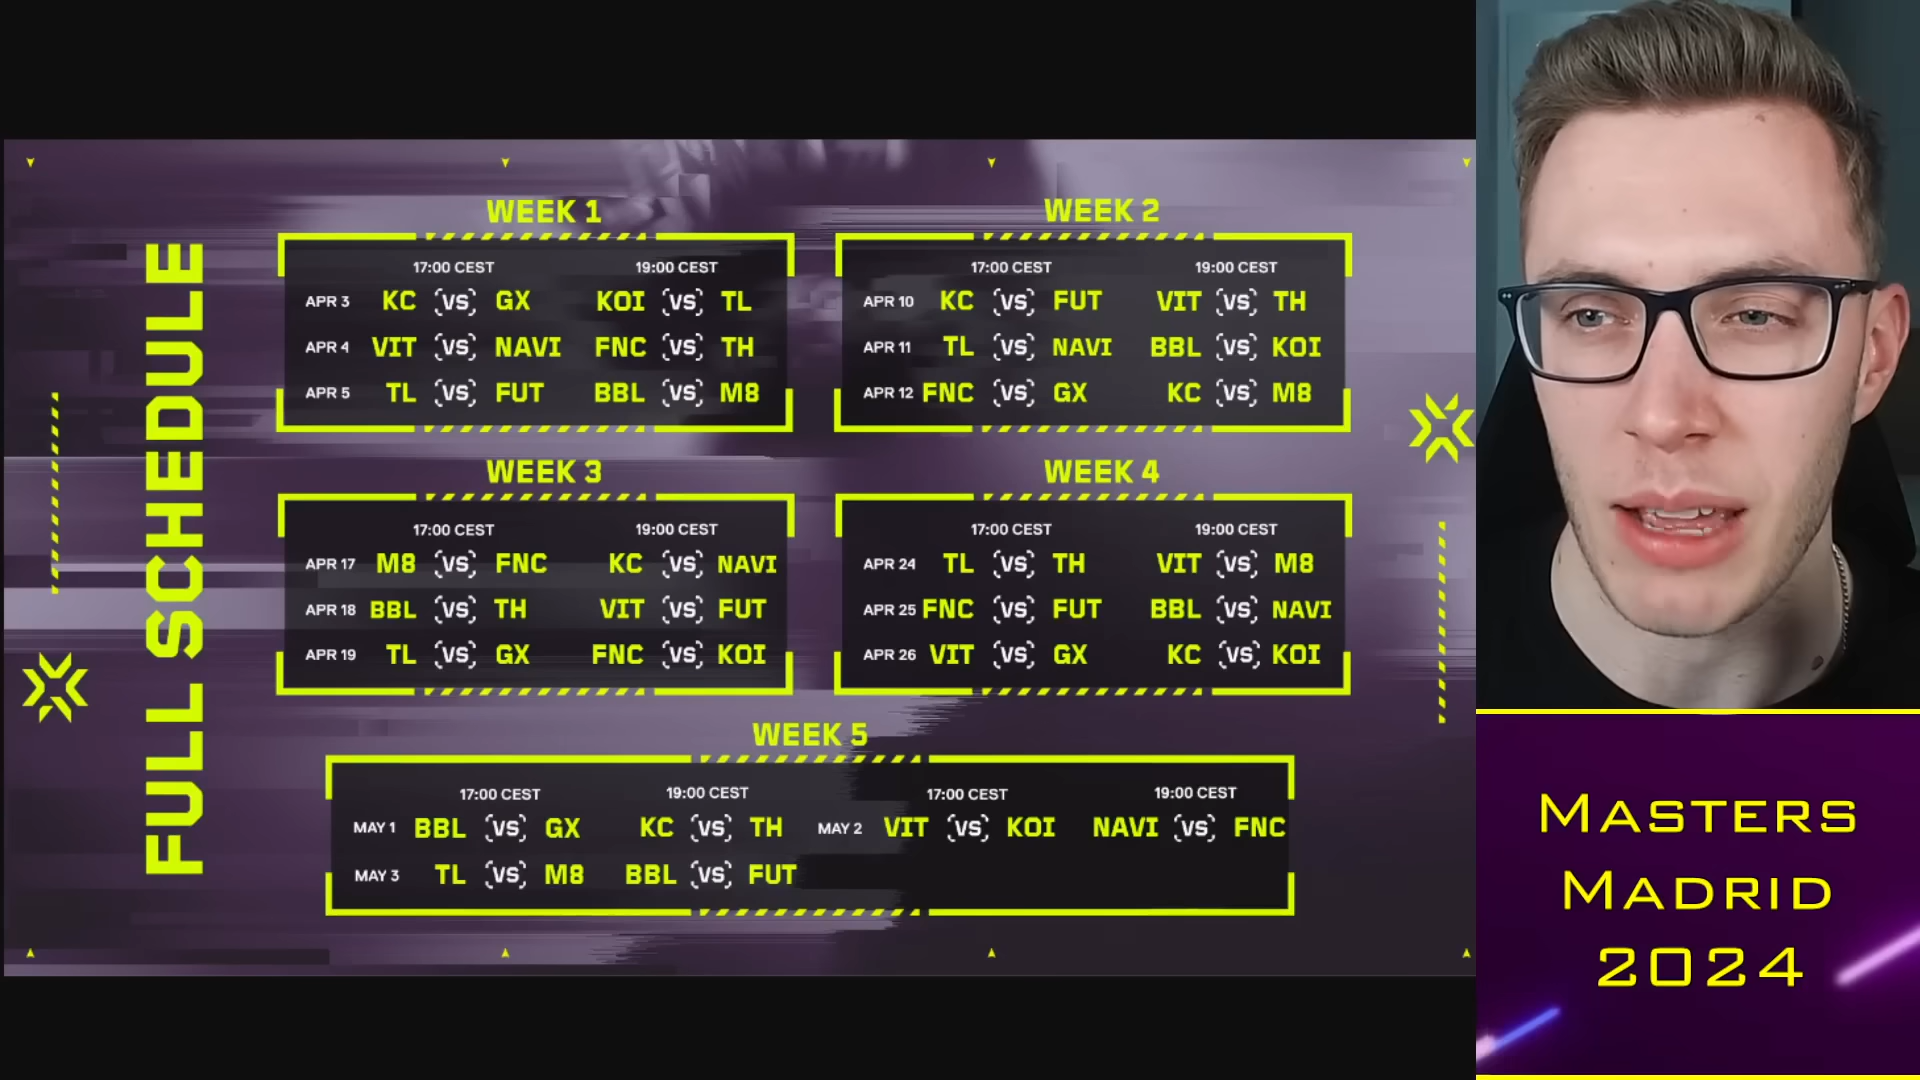 FULL SCHEDULE
WEEK 1
17:00 CEST 19:00 CEST
APR 3 KC VS GX KOI VS TL
APR 4 VIT VS NAVI FNC VS TH
APR 5 TL VS FUT BBL VS M8
WEEK 2
17:00 CEST 19:00 CEST
APR 10 KC VS FUT VIT VS TH
APR 11 TL VS NAVI BBL VS KOI
APR 12 FNC VS GX KC VS M8
WEEK 3
17:00 CEST 19:00 CEST
APR 17 M8 VS FNC KC VS NAVI
APR 18 BBL VS TH VIT VS FUT
APR 19 TL VS GX FNC VS KOI
WEEK 4
17:00 CEST 19:00 CEST
APR 24 TL VS TH VIT VS M8
APR 25 FNC VS FUT BBL VS NAVI
APR 26 VIT VS GX KC VS KOI
WEEK 5
17:00 CEST 19:00 CEST 17:00 CEST 19:00 CEST
MAY 1 BBL VS GX KC VS TH MAY 2 VIT VS KOI NAVI VS FNC
MAY 3 TL VS M8 BBL VS FUT
MASTERS
MADRID
2024